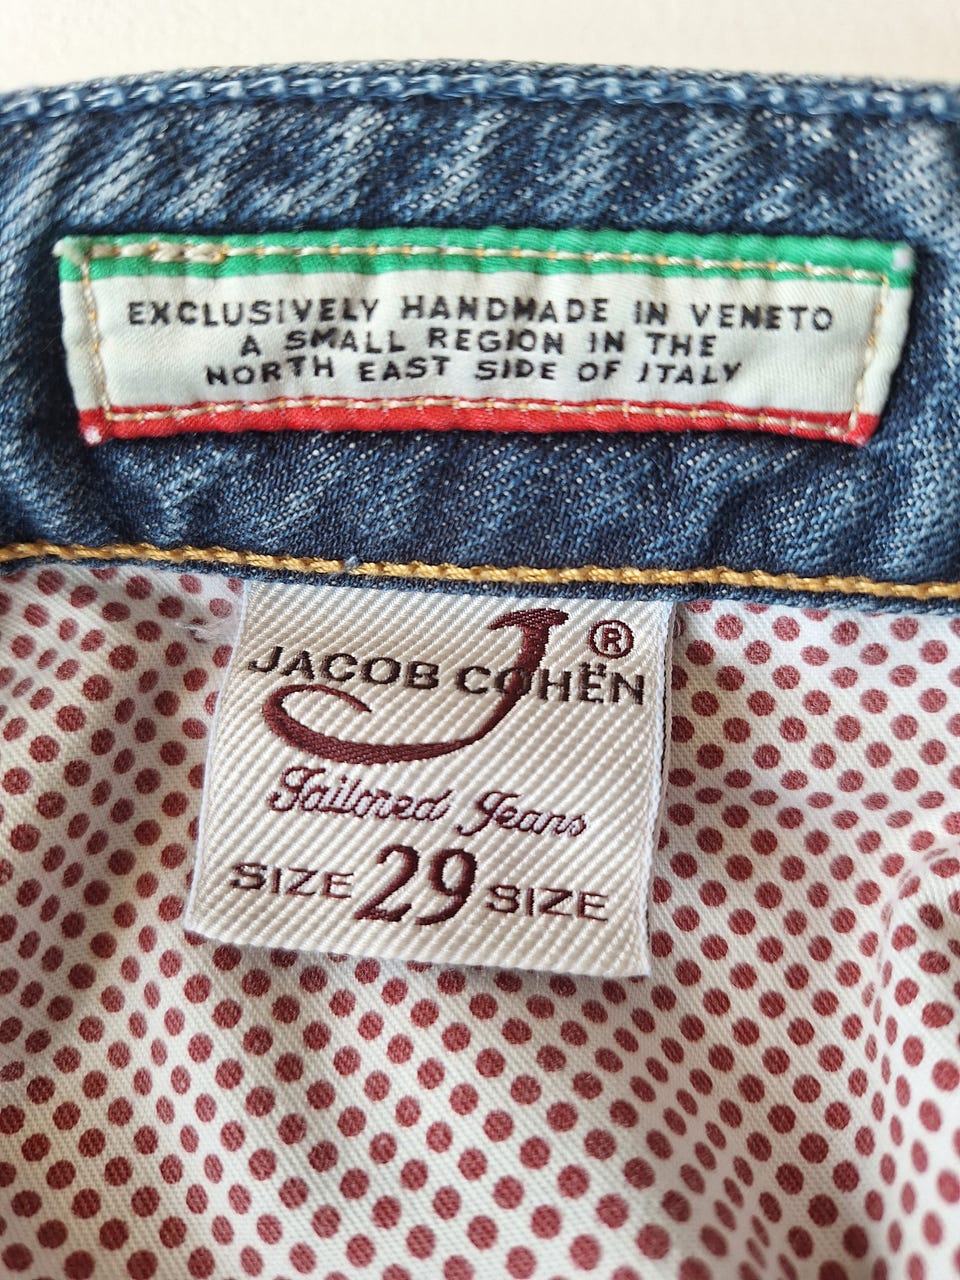 EXCLUSIVELY HANDMADE IN VENETO
A SMALL REGION IN THE
NORTH EAST SIDE OF ITALY
J ®
JACOB COHËN
Tailored Jeans
SIZE 29 SIZE